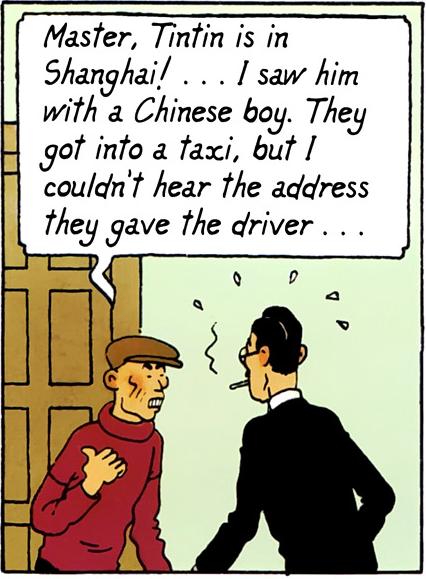 Master, Tintin is in
Shanghai! . . . I saw him
with a Chinese boy. They
got into a taxi, but I
couldn't hear the address
they gave the driver . . .